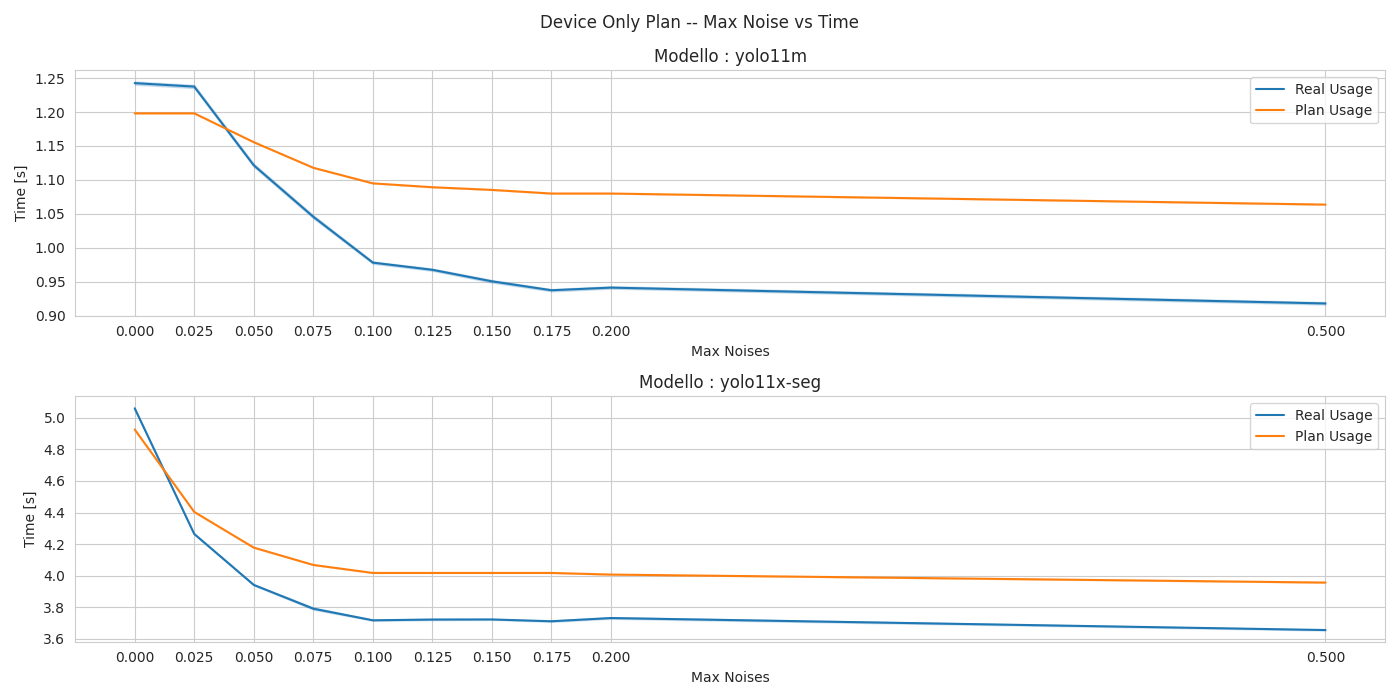 Device Only Plan -- Max Noise vs Time
Modello : yolo11m
Real Usage
Plan Usage
Time [s]
1.25
1.20
1.15
1.10
1.05
1.00
0.95
0.90
0.000 0.025 0.050 0.075 0.100 0.125 0.150 0.175 0.200 0.500
Max Noises
Modello : yolo11x-seg
Real Usage
Plan Usage
Time [s]
5.0
4.8
4.6
4.4
4.2
4.0
3.8
3.6
0.000 0.025 0.050 0.075 0.100 0.125 0.150 0.175 0.200 0.500
Max Noises